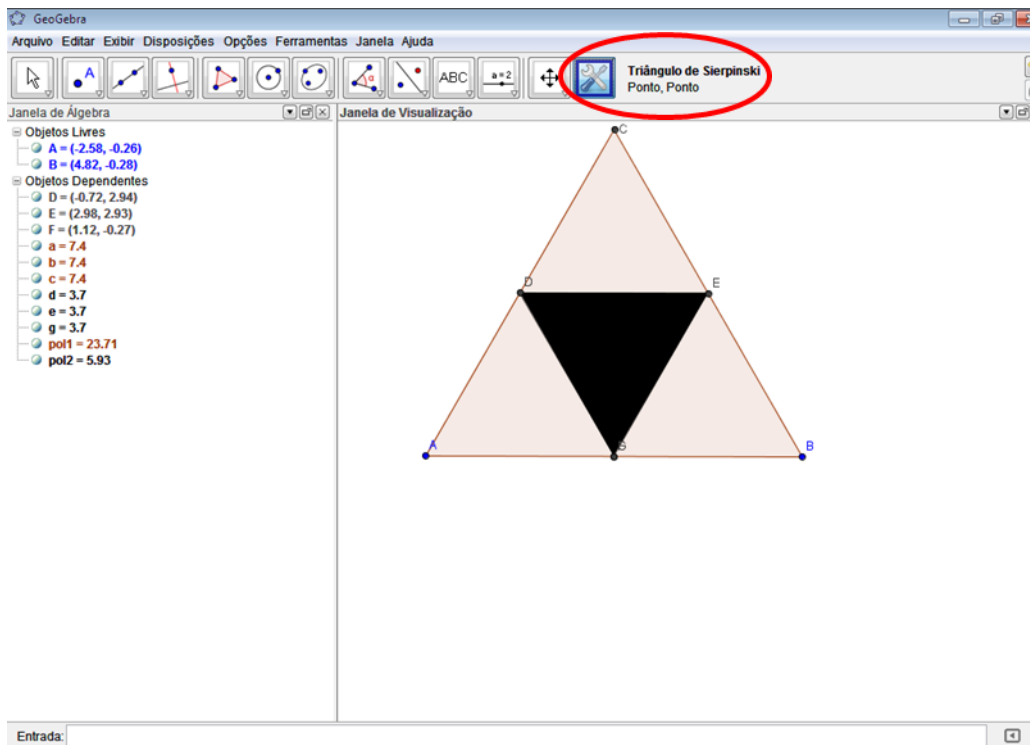 GeoGebra
Arquivo Editar Exibir Disposições Opções Ferramentas Janela Ajuda
A
ABC
a=2
Triângulo de Sierpinski
Ponto, Ponto
Janela de Álgebra
Janela de Visualização
Objetos Livres
A = (-2.58, -0.26)
B = (4.82, -0.28)
Objetos Dependentes
D = (-0.72, 2.94)
E = (2.98, 2.93)
F = (1.12, -0.27)
a = 7.4
b = 7.4
c = 7.4
d = 3.7
e = 3.7
g = 3.7
pol1 = 23.71
pol2 = 5.93
C
D
E
A
B
Entrada: